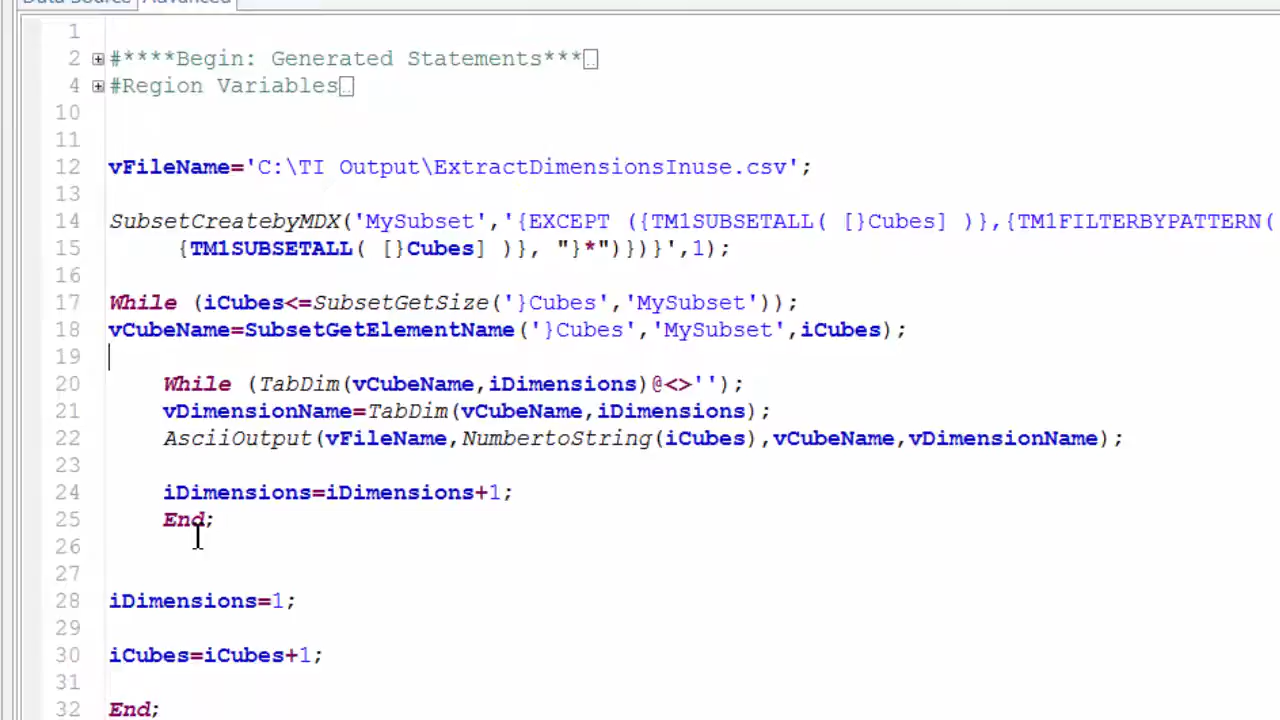 Data Source Advanced
1
2 #****Begin: Generated Statements***
4 #Region Variables
10
11
12 vFileName='C:\TI Output\ExtractDimensionsInuse.csv';
13
14 SubsetCreatebyMDX('MySubset','{EXCEPT ({TM1SUBSETALL( [}Cubes] )},{TM1FILTERBYPATTERN(
15 {TM1SUBSETALL( [}Cubes] )}, "}*")})}',1);
16
17 While (iCubes<=SubsetGetSize('}Cubes','MySubset'));
18 vCubeName=SubsetGetElementName('}Cubes','MySubset',iCubes);
19
20 While (TabDim(vCubeName,iDimensions)@<>'');
21 vDimensionName=TabDim(vCubeName,iDimensions);
22 AsciiOutput(vFileName,NumbertoString(iCubes),vCubeName,vDimensionName);
23
24 iDimensions=iDimensions+1;
25 End;
26
27
28 iDimensions=1;
29
30 iCubes=iCubes+1;
31
32 End;